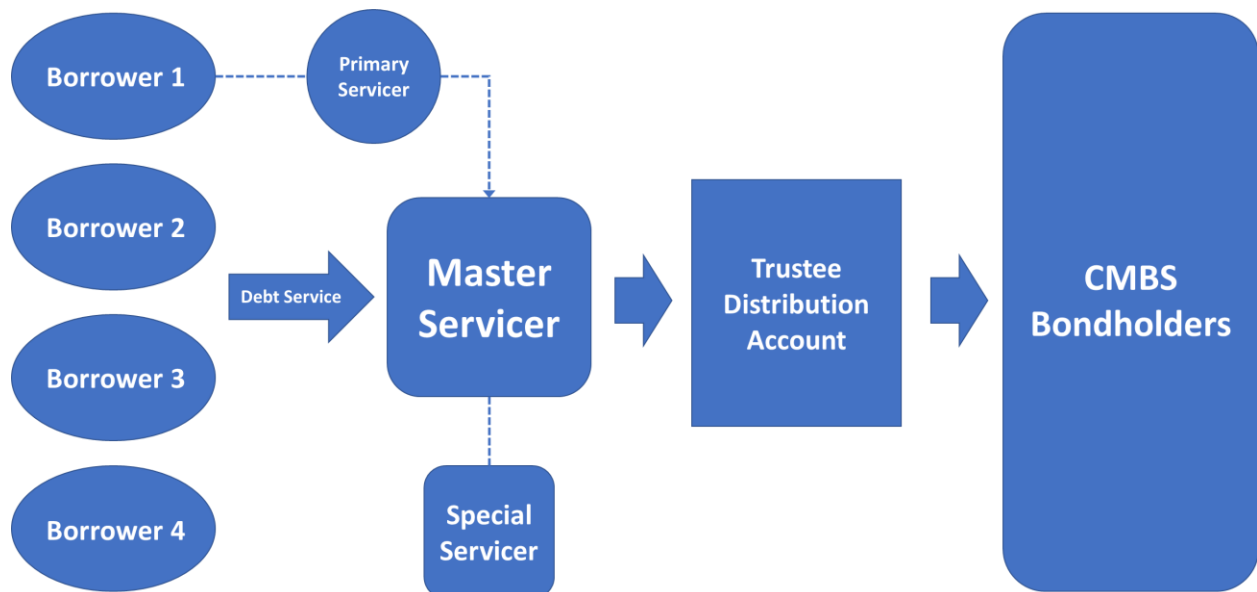 Borrower 1
Primary
Servicer
Borrower 2
Borrower 3
Borrower 4
Debt Service
Master
Servicer
Special
Servicer
Trustee
Distribution
Account
CMBS
Bondholders